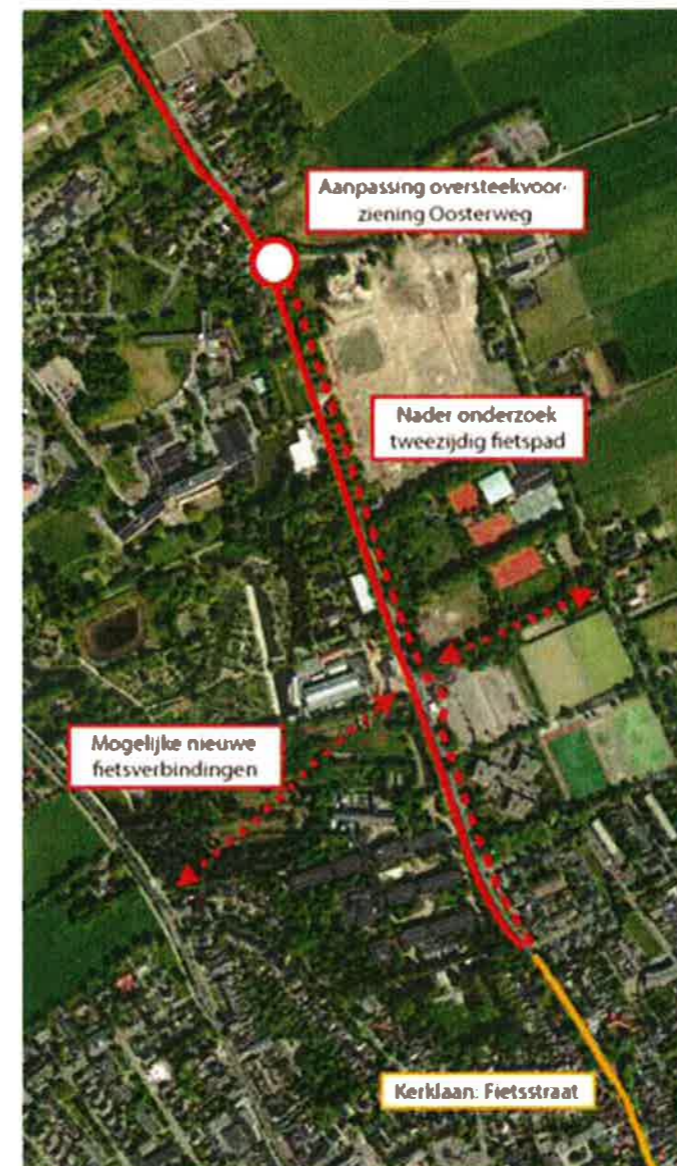 Aanpassing oversteekvoor-
ziening Oosterweg
Nader onderzoek
tweezijdig fietspad
Mogelijke nieuwe
fietsverbindingen
Kerklaan: Fietsstraat